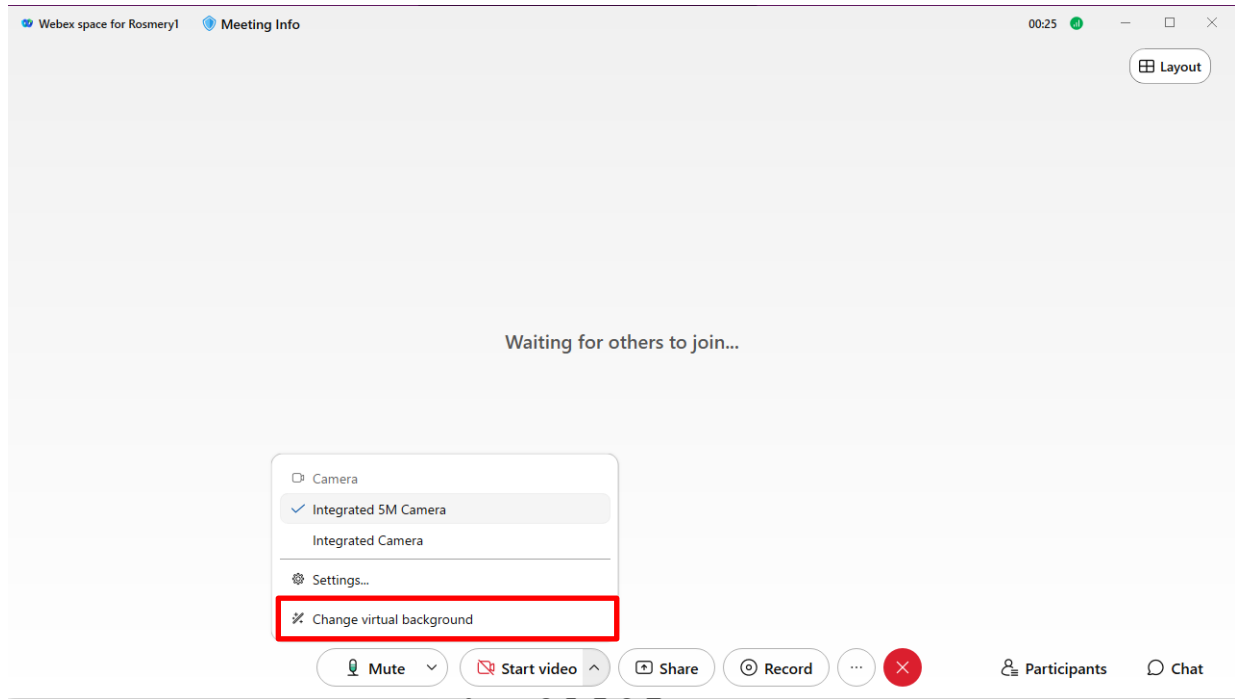 Webex space for Rosmery1 Meeting Info 00:25
Layout
Waiting for others to join...
Camera
Integrated 5M Camera
Integrated Camera
Settings...
Change virtual background
Mute Start video Share Record ... Participants Chat